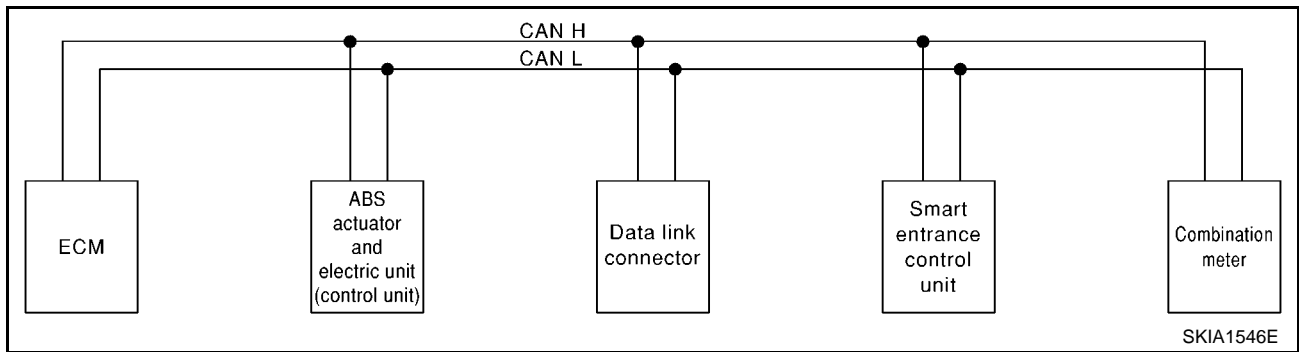 CAN H
CAN L
ECM
ABS
actuator
and
electric unit
(control unit)
Data link
connector
Smart
entrance
control
unit
Combination
meter
SKIA1546E